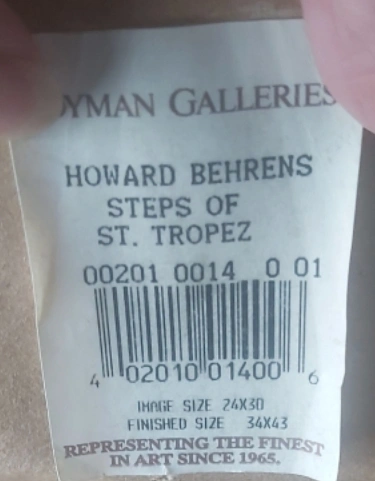 YMAN GALLERIES
HOWARD BEHRENS
STEPS OF
ST. TROPEZ
00201 0014 0 01
4 02010 01400 6
IMAGE SIZE 24X30
FINISHED SIZE 34X43
REPRESENTING THE FINEST
IN ART SINCE 1965.